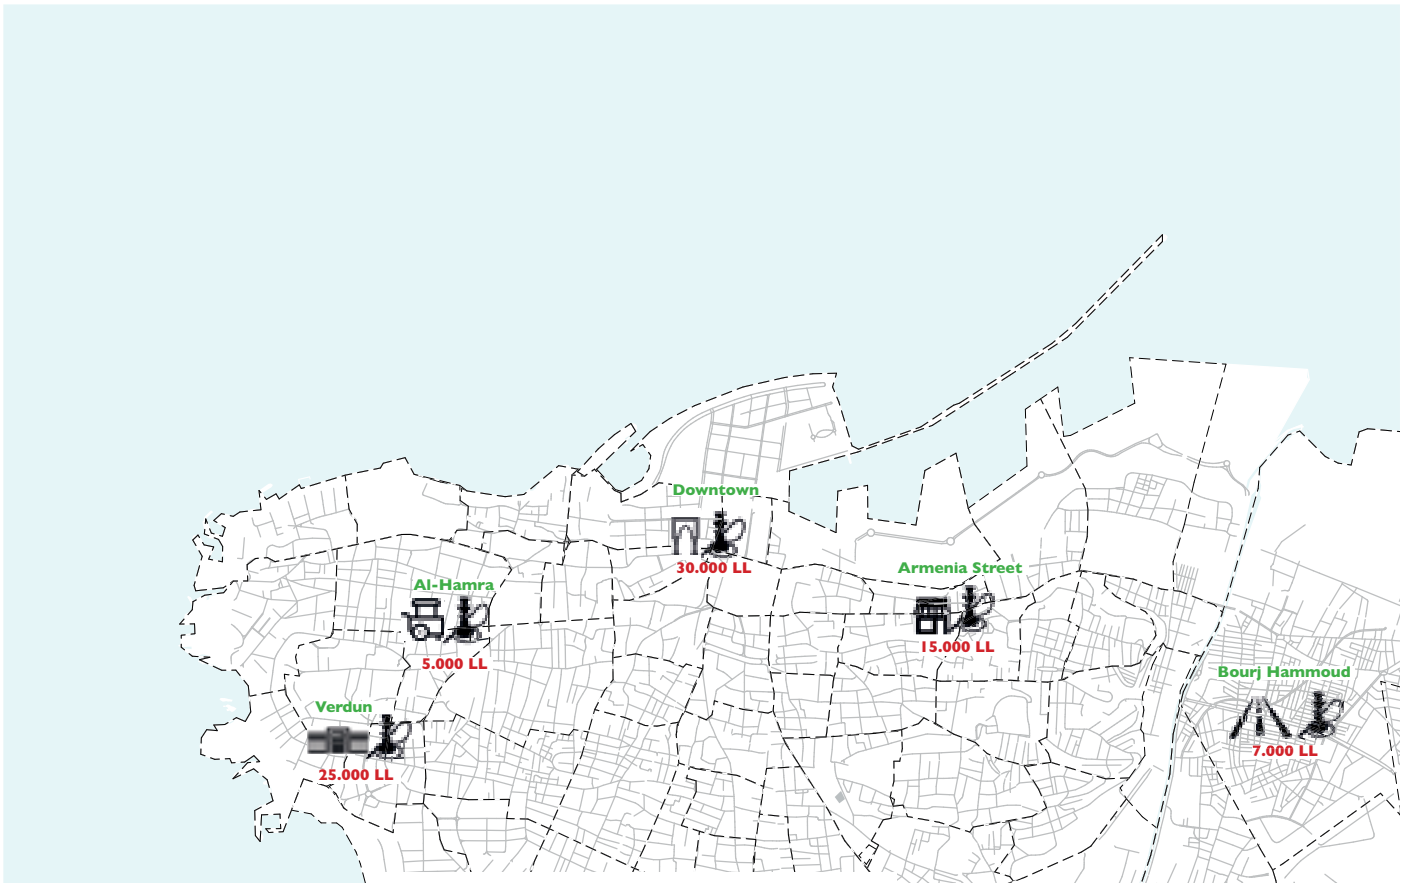 Downtown
30.000 LL
Armenia Street
15.000 LL
Al-Hamra
5.000 LL
Bourj Hammoud
7.000 LL
Verdun
25.000 LL